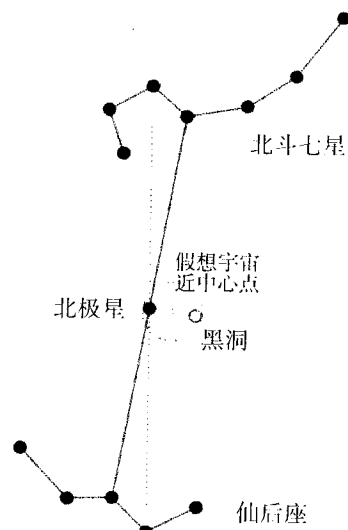 北斗七星
假想宇宙
近中心点
北极星
黑洞
仙后座